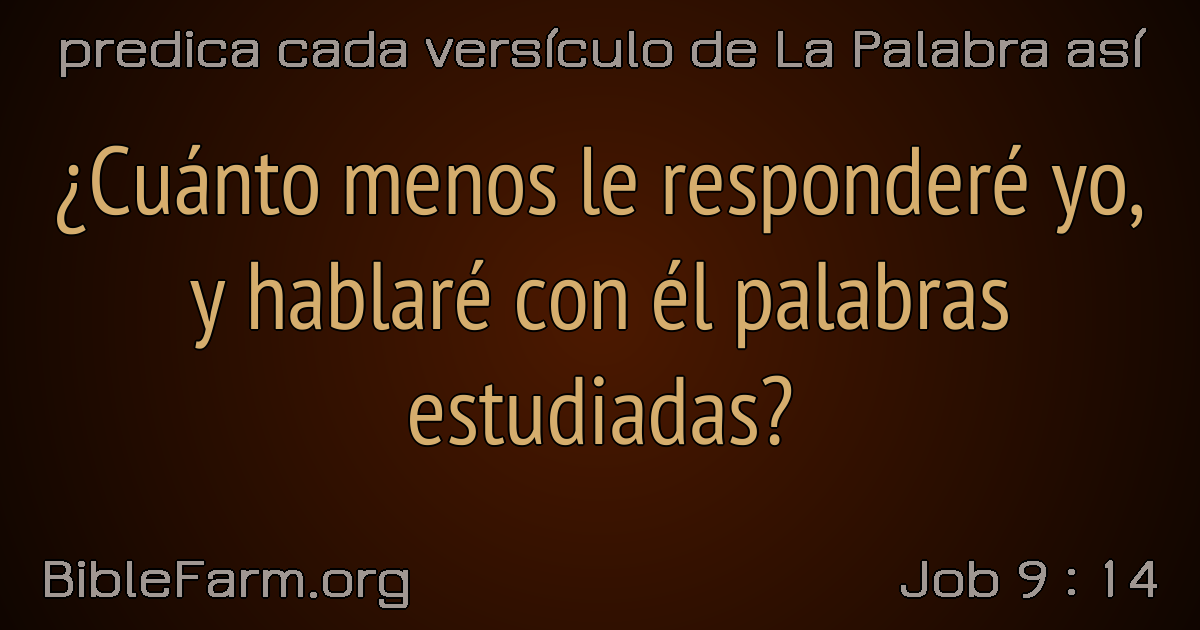 predica cada versículo de La Palabra así
¿Cuánto menos le responderé yo,
y hablaré con él palabras
estudiadas?
BibleFarm.org
Job 9 : 14